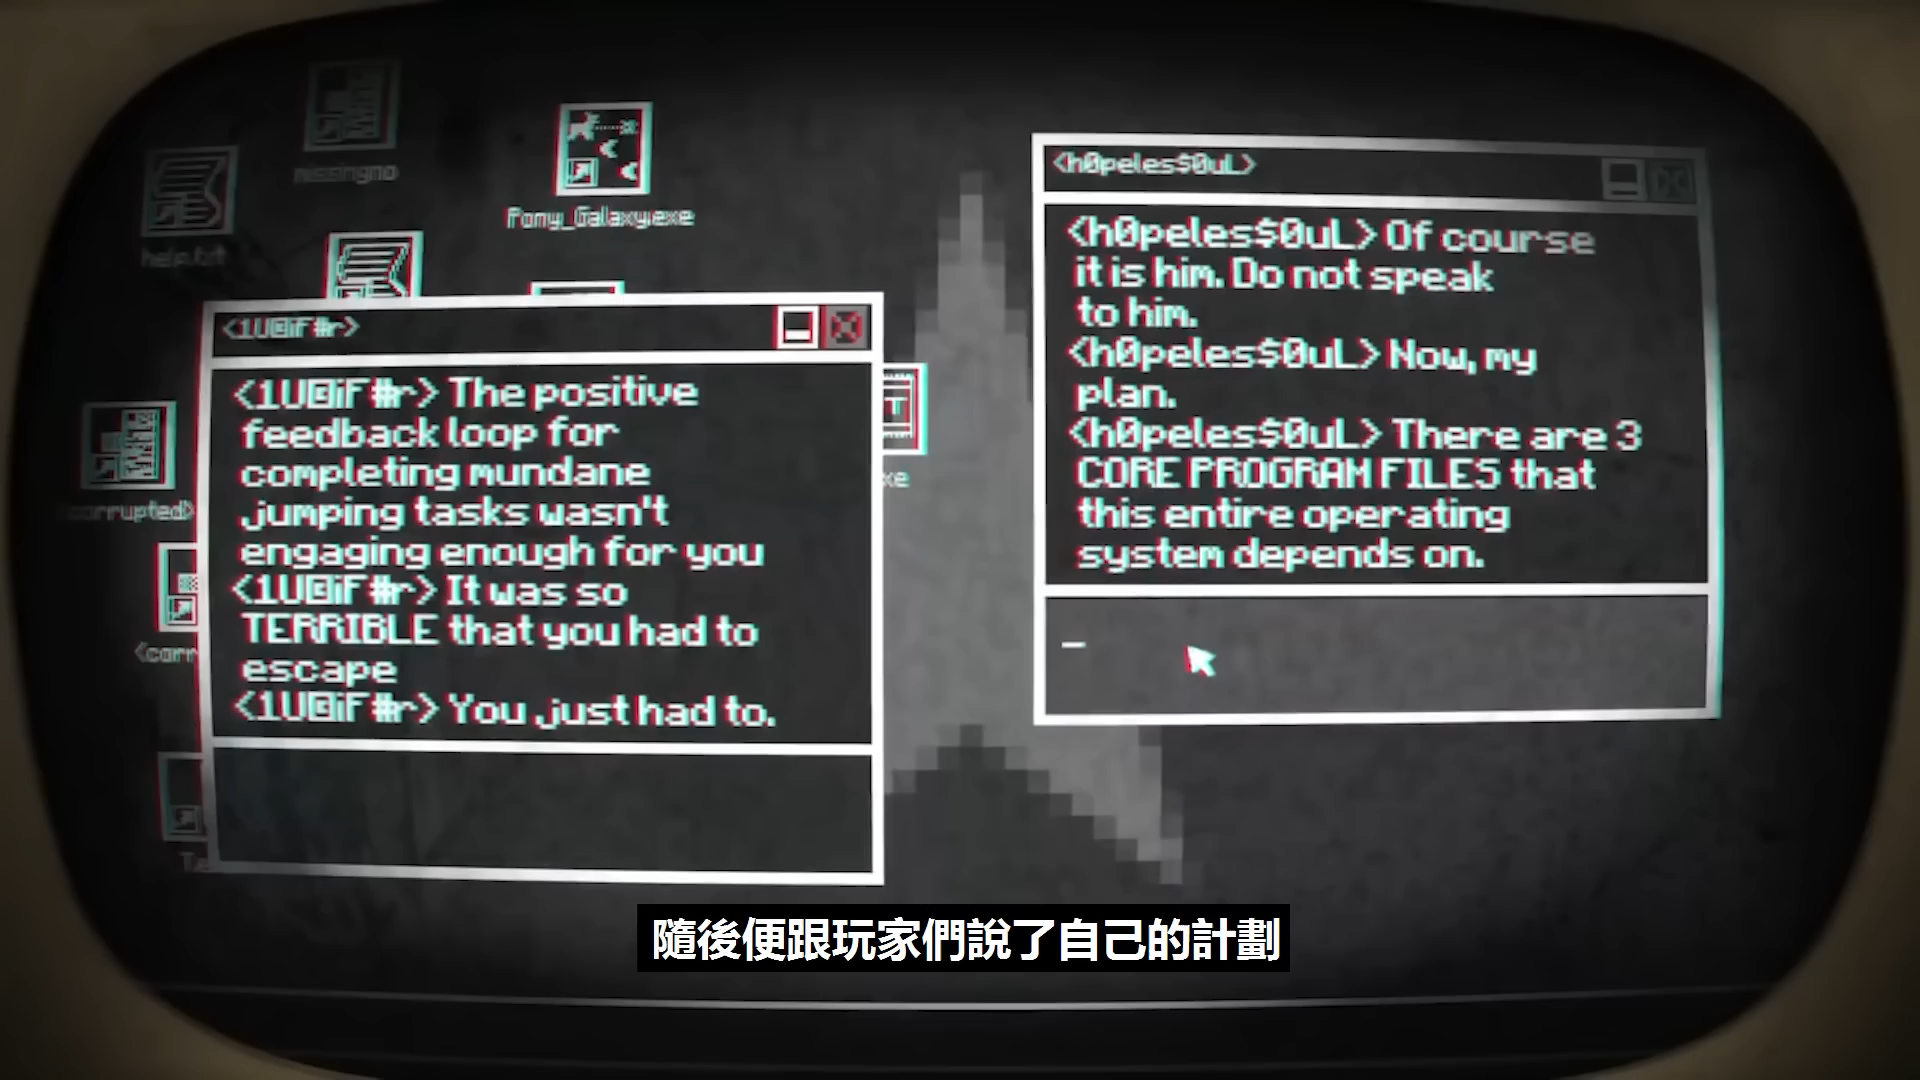 missingno
help.txt
Pony_Galaxy.exe
<h0peles$0uL>
<h0peles$0uL> Of course
it is him. Do not speak
to him.
<h0peles$0uL> Now, my
plan.
<h0peles$0uL> There are 3
CORE PROGRAM FILES that
this entire operating
system depends on.
_
<1U@iF#r>
<1U@iF#r> The positive
feedback loop for
completing mundane
jumping tasks wasn't
engaging enough for you
<1U@iF#r> It was so
TERRIBLE that you had to
escape
<1U@iF#r> You just had to.
xe
corrupted>
<corr
隨後便跟玩家們說了自己的計劃